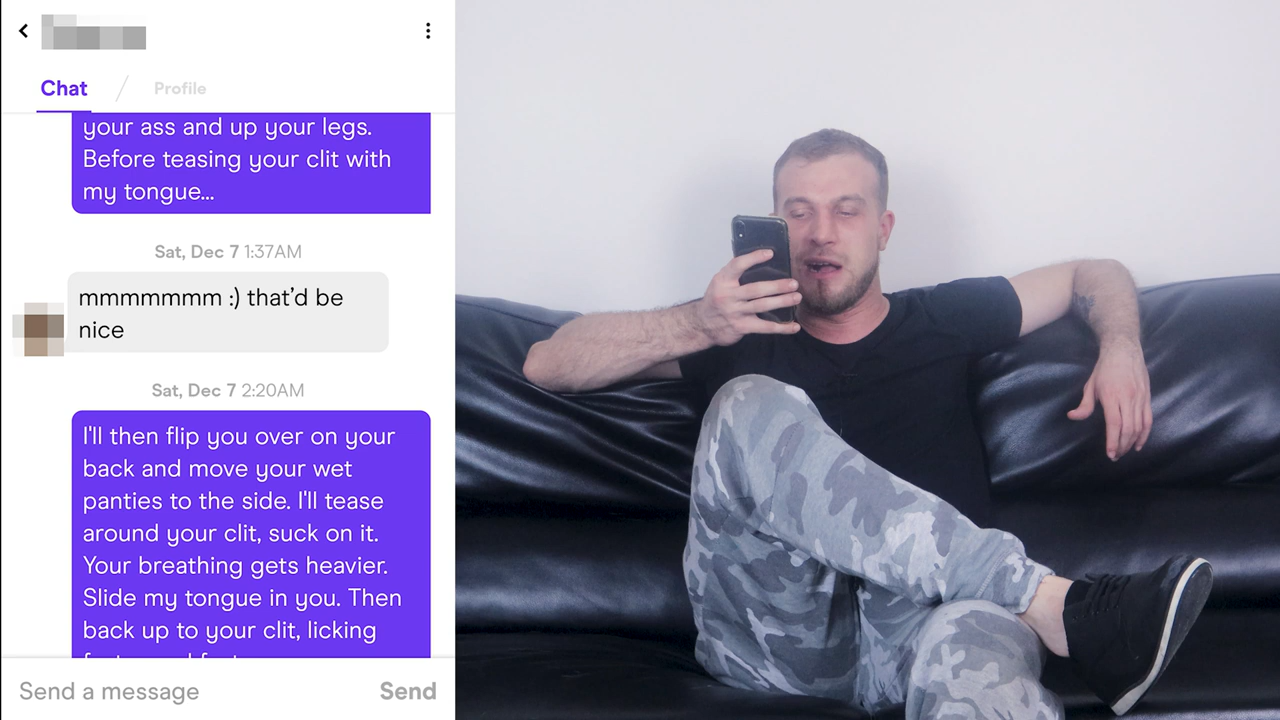 Chat / Profile
your ass and up your legs.
Before teasing your clit with
my tongue...
Sat, Dec 7 1:37AM
mmmmmmm :) that'd be
nice
Sat, Dec 7 2:20AM
I'll then flip you over on your
back and move your wet
panties to the side. I'll tease
around your clit, suck on it.
Your breathing gets heavier.
Slide my tongue in you. Then
back up to your clit, licking
Send a message Send